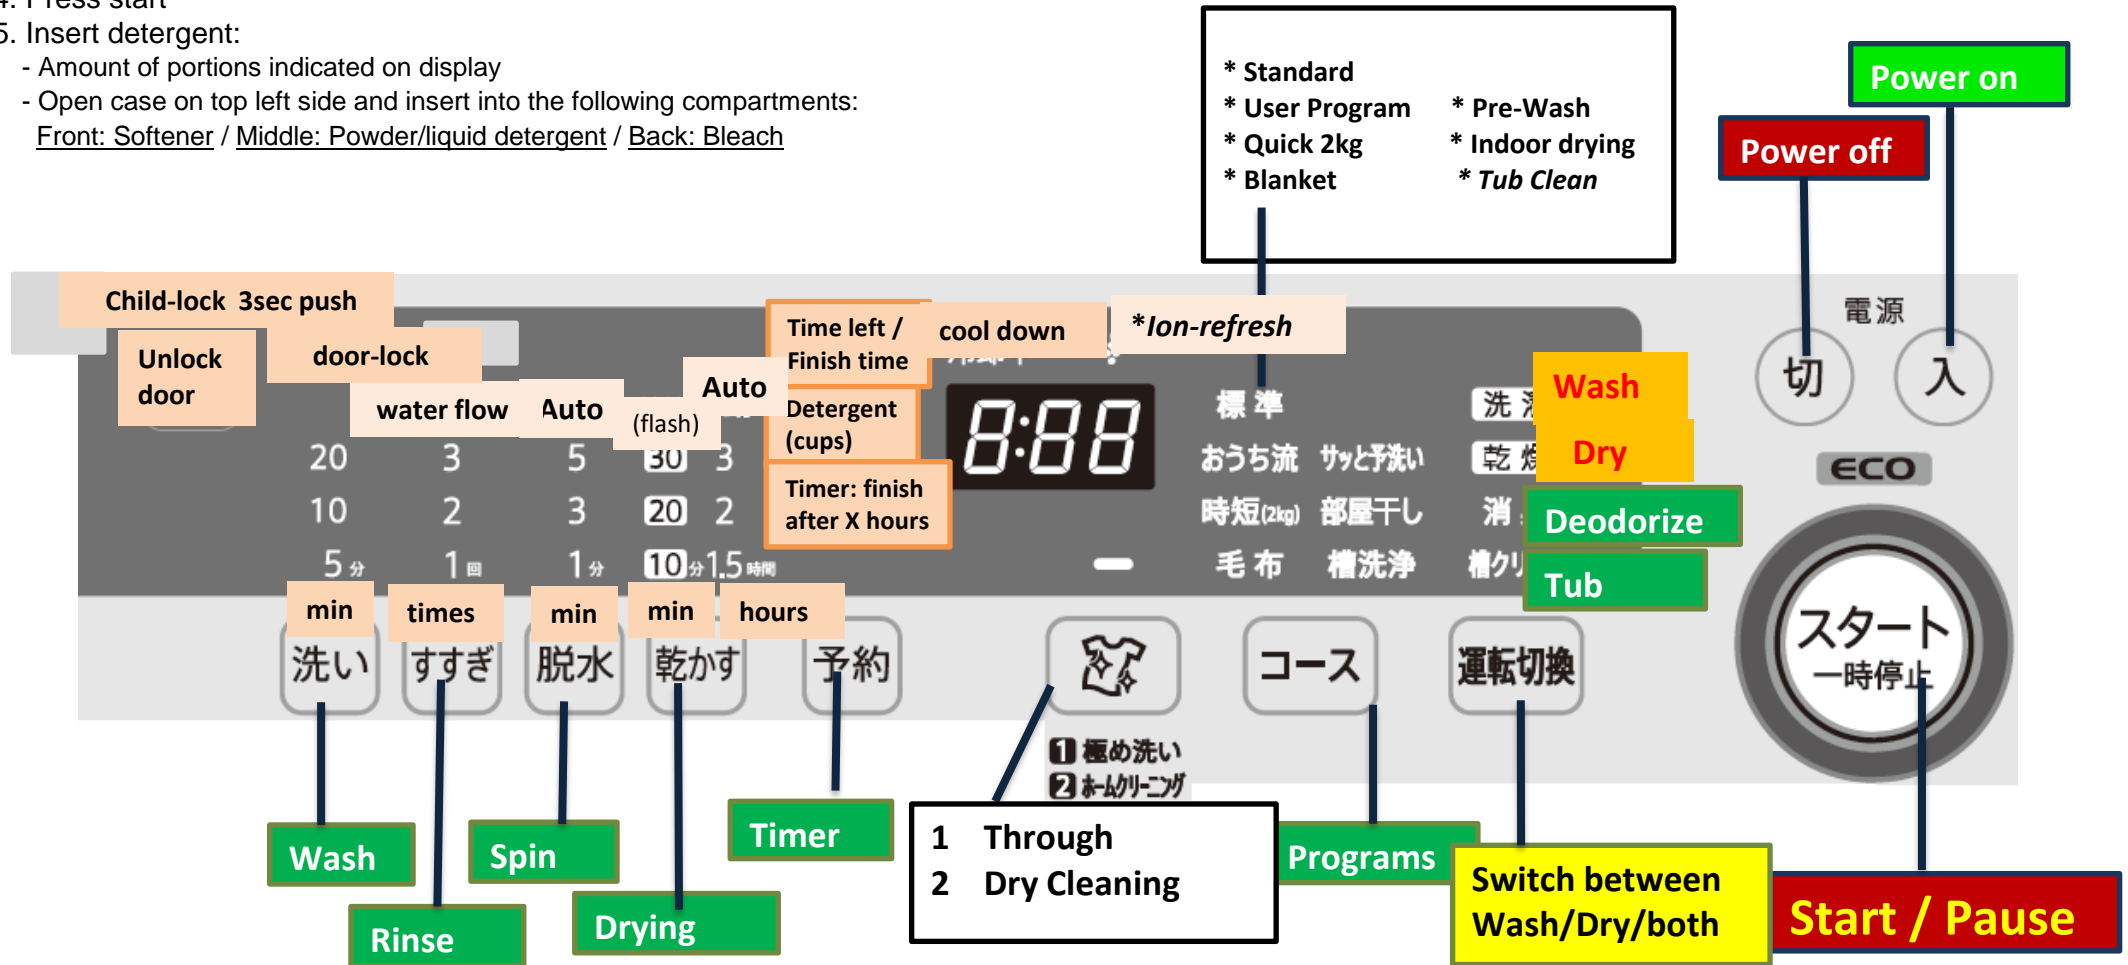 4. Press start
5. Insert detergent:
- Amount of portions indicated on display
- Open case on top left side and insert into the following compartments:
Front: Softener / Middle: Powder/liquid detergent / Back: Bleach
* Standard
* User Program * Pre-Wash
* Quick 2kg * Indoor drying
* Blanket * Tub Clean
Power on
Power off
電源
切 入
Child-lock 3sec push
Unlock
door
door-lock
water flow
Auto
(flash)
Auto
Time left /
Finish time
Detergent
(cups)
Timer: finish
after X hours
cool down
*Ion-refresh
8:88
標準
おうち流 サッと予洗い
時短(2kg) 部屋干し
毛布 槽洗浄
洗
乾
消
槽クリ
Wash
Dry
Deodorize
Tub
ECO
20 3 5 30 3
10 2 3 20 2
5分 1回 1分 10分 1.5時間
min times min min hours
洗い すすぎ 脱水 乾かす 予約
コース 運転切換
スタート
一時停止
1 極め洗い
2 ホームクリーニング
Wash
Rinse
Spin
Drying
Timer
1 Through
2 Dry Cleaning
Programs
Switch between
Wash/Dry/both
Start / Pause